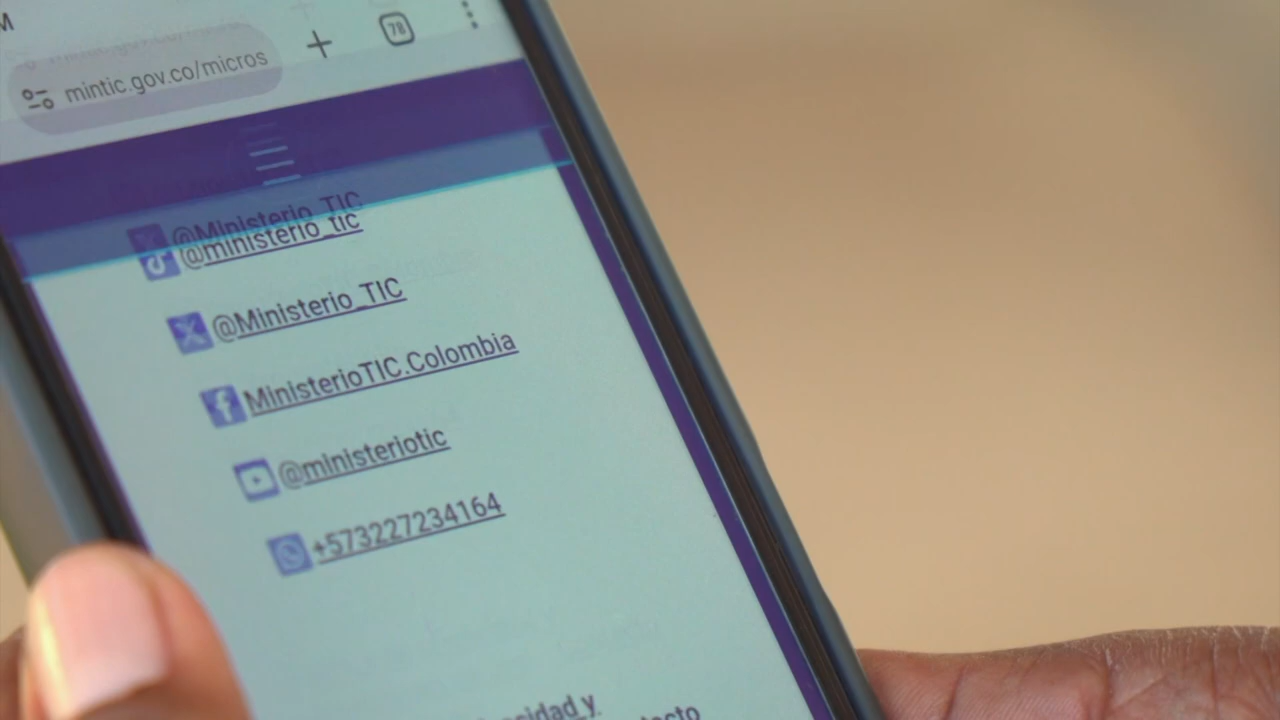 M
mintic.gov.co/micros
78
@Ministerio_TIC
@ministerio_tic
@Ministerio_TIC
MinisterioTIC.Colombia
@ministeriotic
+573227234164
y